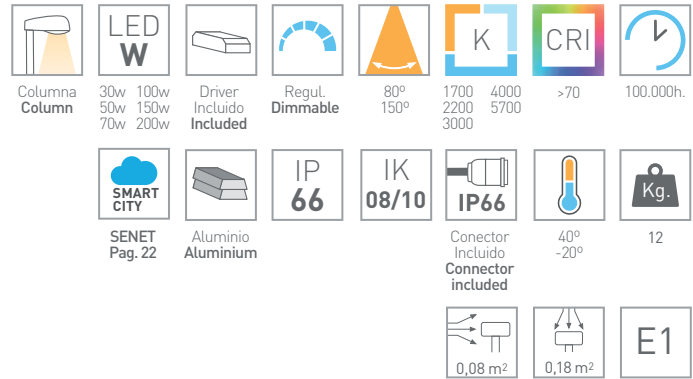 LED
W
K
CRI
Columna
Column
30w 100w
50w 150w
70w 200w
Driver
Incluido
Included
Regul.
Dimmable
80º
150º
1700 4000
2200 5700
3000
>70
100.000h.
SMART
CITY
IP
66
IK
08/10
IP66
Kg.
SENET
Pag. 22
Aluminio
Aluminium
Conector
Incluido
Connector
included
40º
-20º
12
0,08 m²
0,18 m²
E1